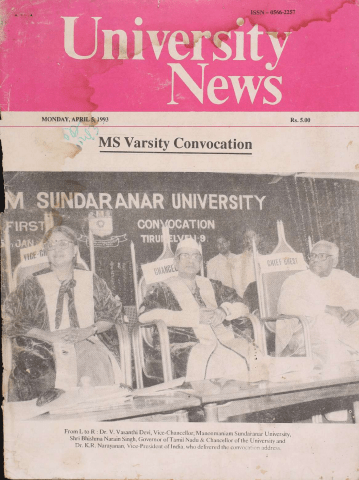 ISSN - 0566-2257
University
News
MONDAY, APRIL 5, 1993
Rs. 5.00
MS Varsity Convocation
M SUNDARANAR UNIVERSITY
FIRST CONVOCATION
JAN TIRUNELVELI-9
VICE
CHANCEL
CHIEF GUEST
From L to R : Dr. V. Vasanthi Devi, Vice-Chancellor, Manonmaniam Sundaranar University,
Shri Bhishma Narain Singh, Governor of Tamil Nadu & Chancellor of the University and
Dr. K.R. Narayanan, Vice-President of India, who delivered the convocation address.